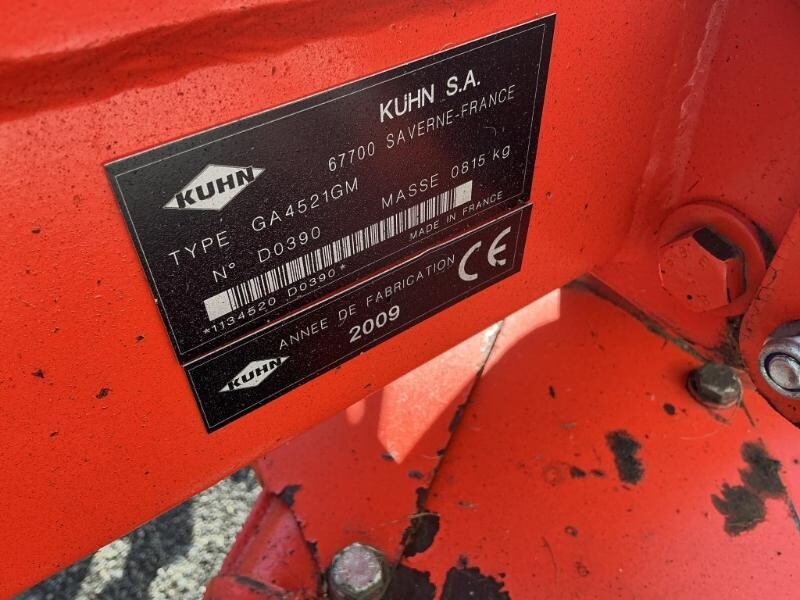 KUHN S.A.
67700 SAVERNE-FRANCE
KUHN
TYPE GA4521GM MASSE 0815 kg
N° D0390
*1134520 D0390* MADE IN FRANCE
KUHN ANNEE DE FABRICATION CE
2009